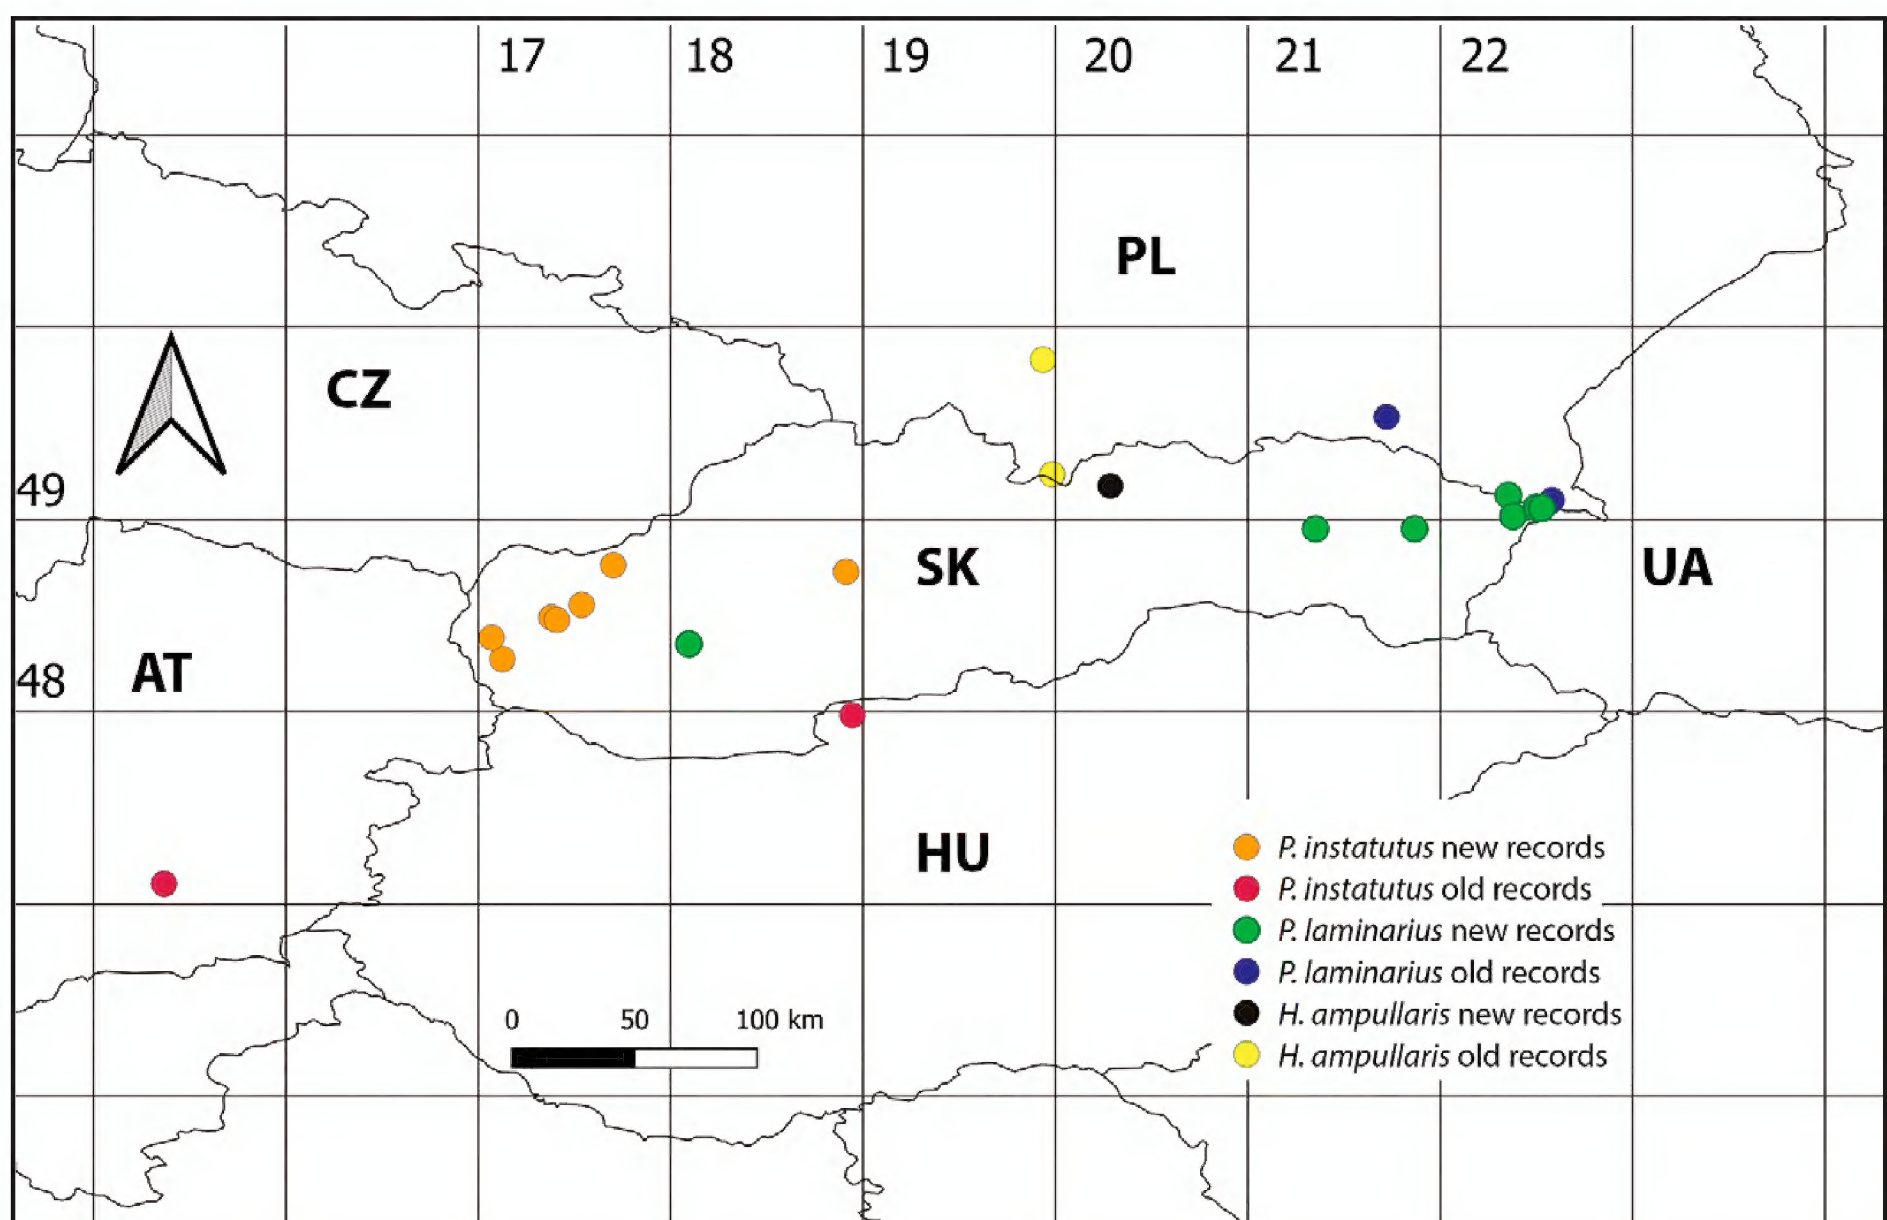 17 18 19 20 21 22
PL
CZ
49
SK
UA
AT
48
HU
P. instatutus new records
P. instatutus old records
P. laminarius new records
P. laminarius old records
H. ampullaris new records
H. ampullaris old records
0 50 100 km